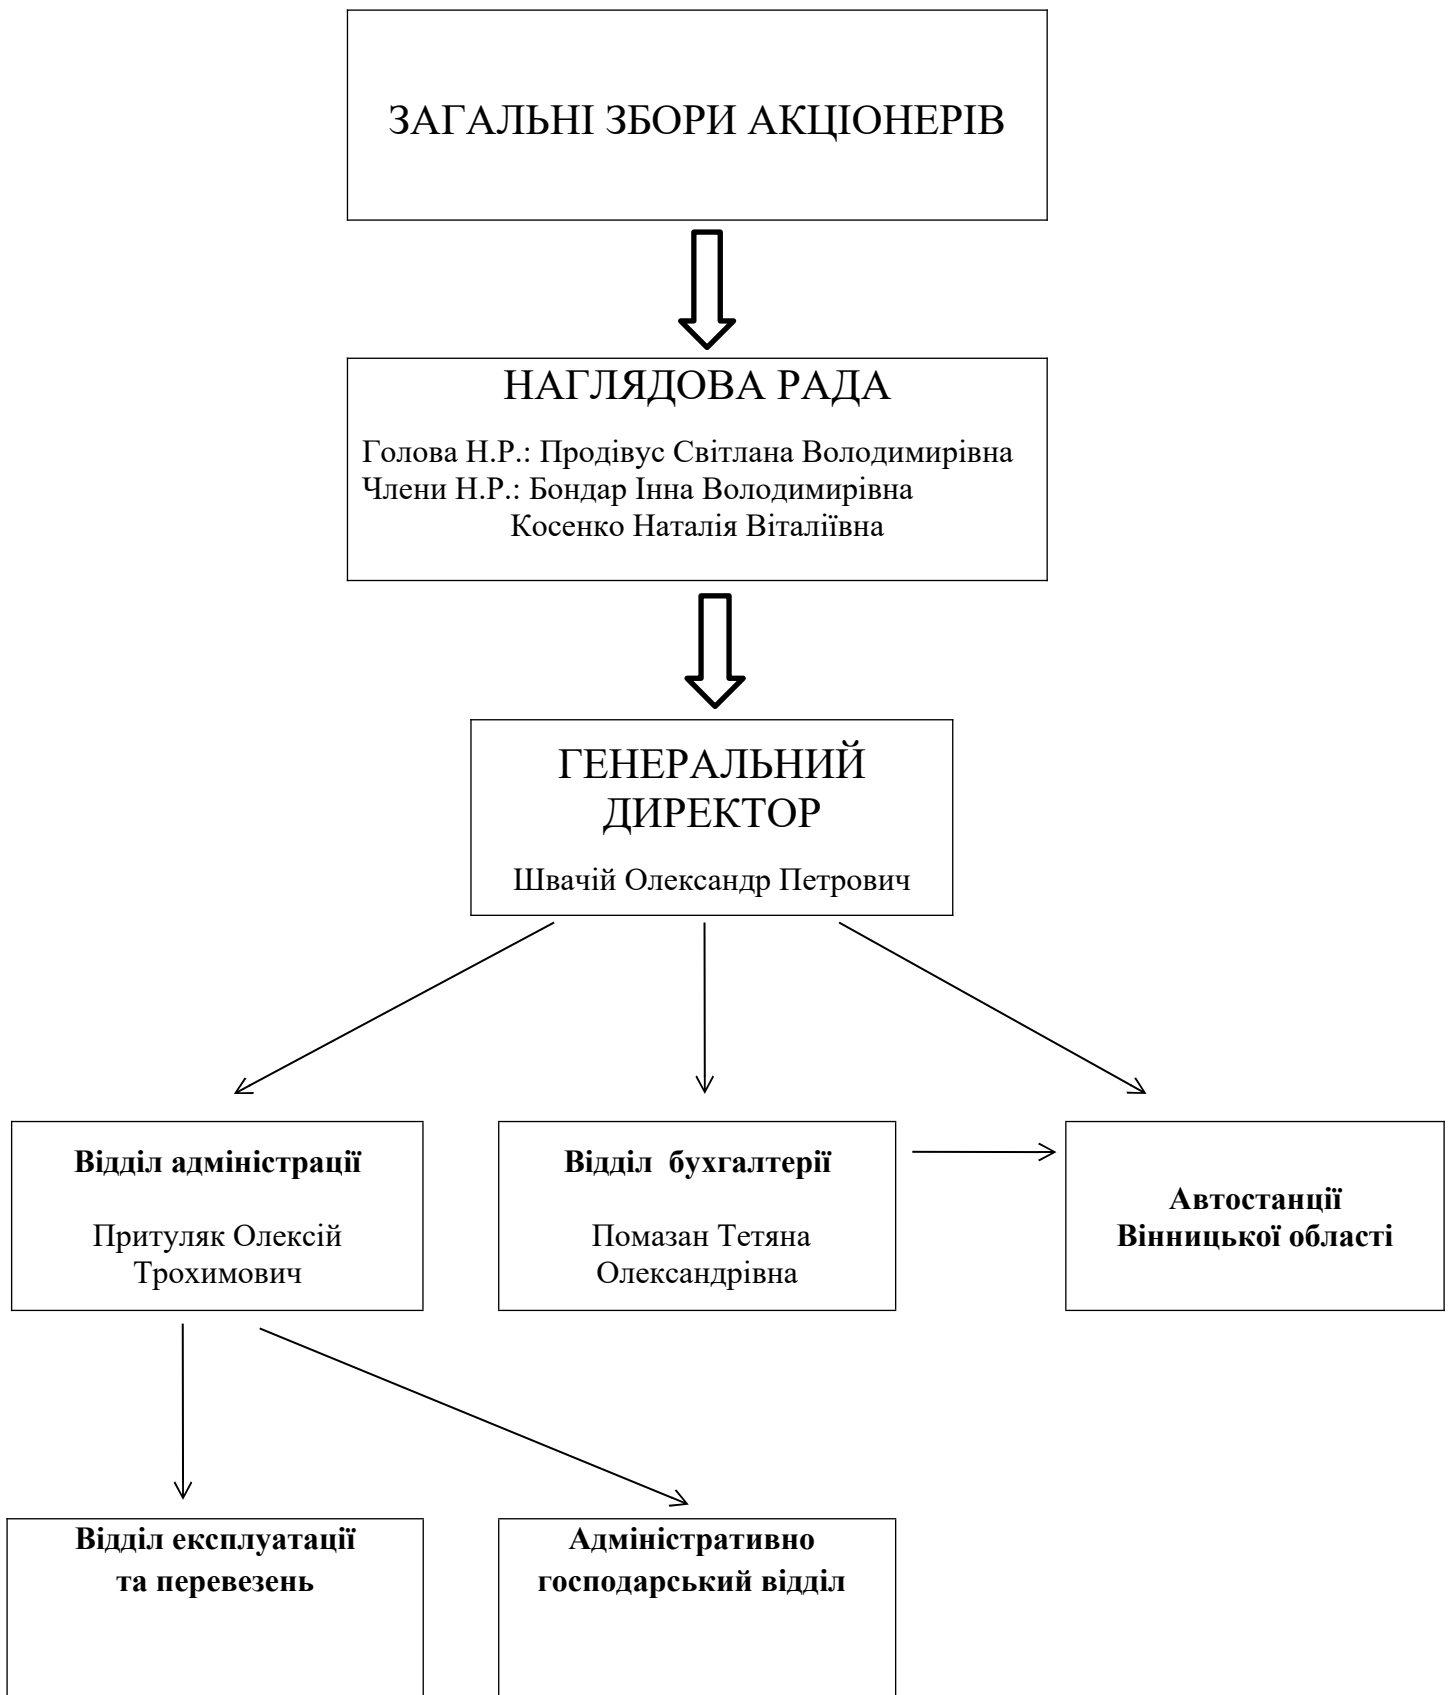 ЗАГАЛЬНІ ЗБОРИ АКЦІОНЕРІВ
НАГЛЯДОВА РАДА
Голова Н.Р.: Продівус Світлана Володимирівна
Члени Н.Р.: Бондар Інна Володимирівна
Косенко Наталія Віталіївна
ГЕНЕРАЛЬНИЙ
ДИРЕКТОР
Швачій Олександр Петрович
Відділ адміністрації
Притуляк Олексій
Трохимович
Відділ бухгалтерії
Помазан Тетяна
Олександрівна
Автостанції
Вінницької області
Відділ експлуатації
та перевезень
Адміністративно
господарський відділ